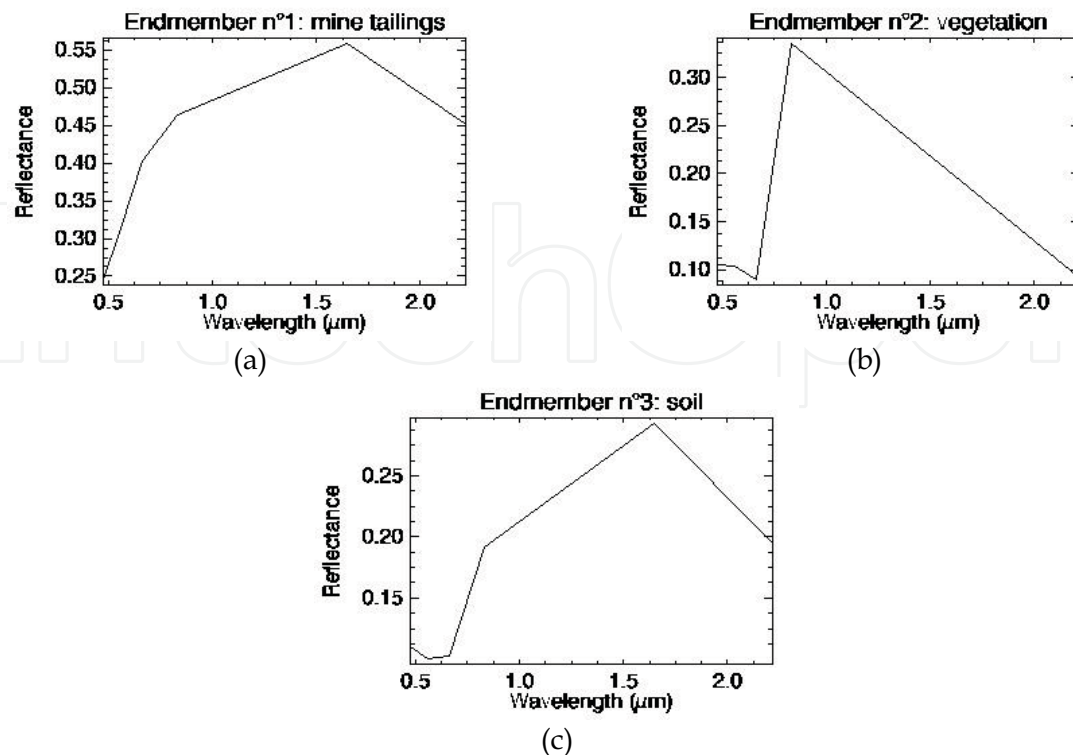 Endmember n°1: mine tailings
0.55
0.50
0.45
0.40
0.35
0.30
0.25
Reflectance
0.5 1.0 1.5 2.0
Wavelength (μm)
(a)
Endmember n°2: vegetation
0.30
0.25
0.20
0.15
0.10
Reflectance
0.5 1.0 1.5 2.0
Wavelength (μm)
(b)
Endmember n°3: soil
0.25
0.20
0.15
Reflectance
0.5 1.0 1.5 2.0
Wavelength (μm)
(c)